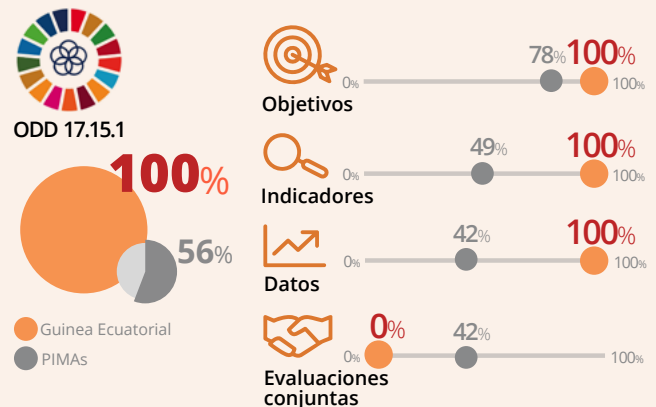 ODD 17.15.1
100%
56%
Guinea Ecuatorial
PIMAs
78% 100%
0% 100%
Objetivos
49% 100%
0% 100%
Indicadores
42% 100%
0% 100%
Datos
0% 42%
0% 100%
Evaluaciones
conjuntas